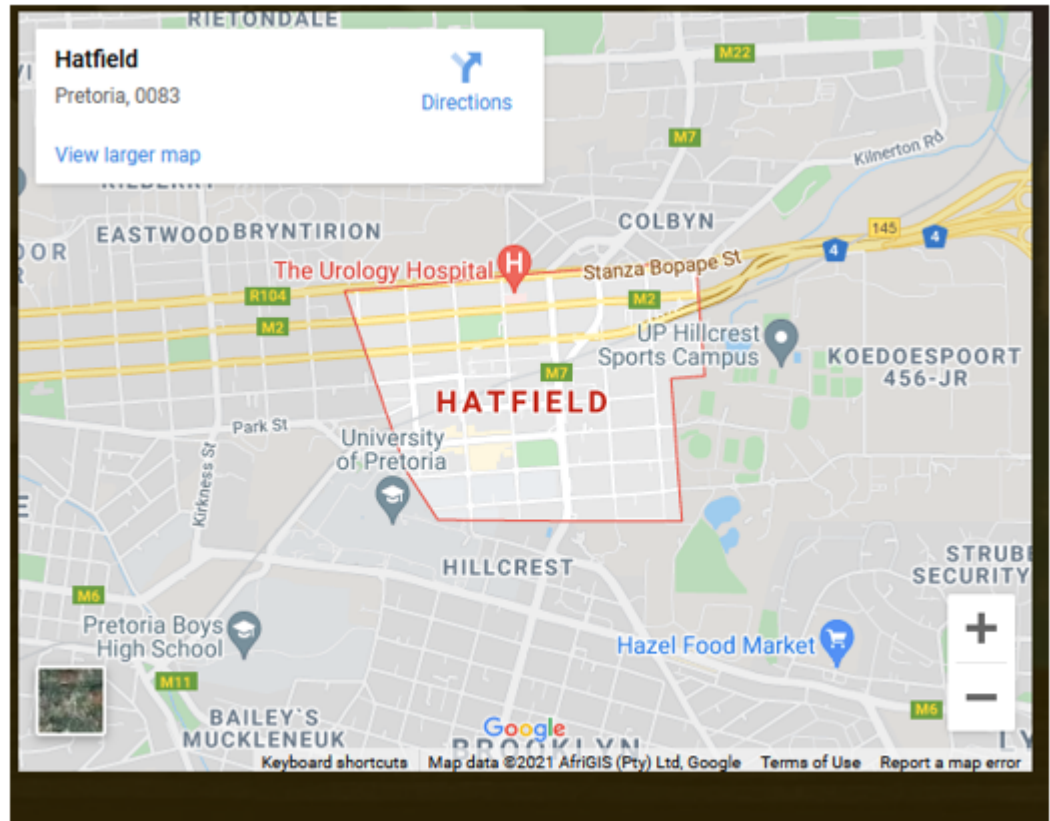 RIETONDALE
Hatfield
Pretoria, 0083
Directions
View larger map
M22
M7
Kilnerton Rd
COLBYN
EASTWOOD
BRYNTIRION
145
4
4
The Urology Hospital
H
Stanza Bopape St
R104
M2
M2
UP Hillcrest
Sports Campus
KOEDOESPOORT
456-JR
M7
HATFIELD
Park St
University
of Pretoria
Kirkness St
HILLCREST
STRUBE
SECURITY
M6
Pretoria Boys
High School
Hazel Food Market
+
−
M11
M6
BAILEY`S
MUCKLENEUK
Google
BROOKLYN
LY
Keyboard shortcuts
Map data ©2021 AfriGIS (Pty) Ltd, Google
Terms of Use
Report a map error